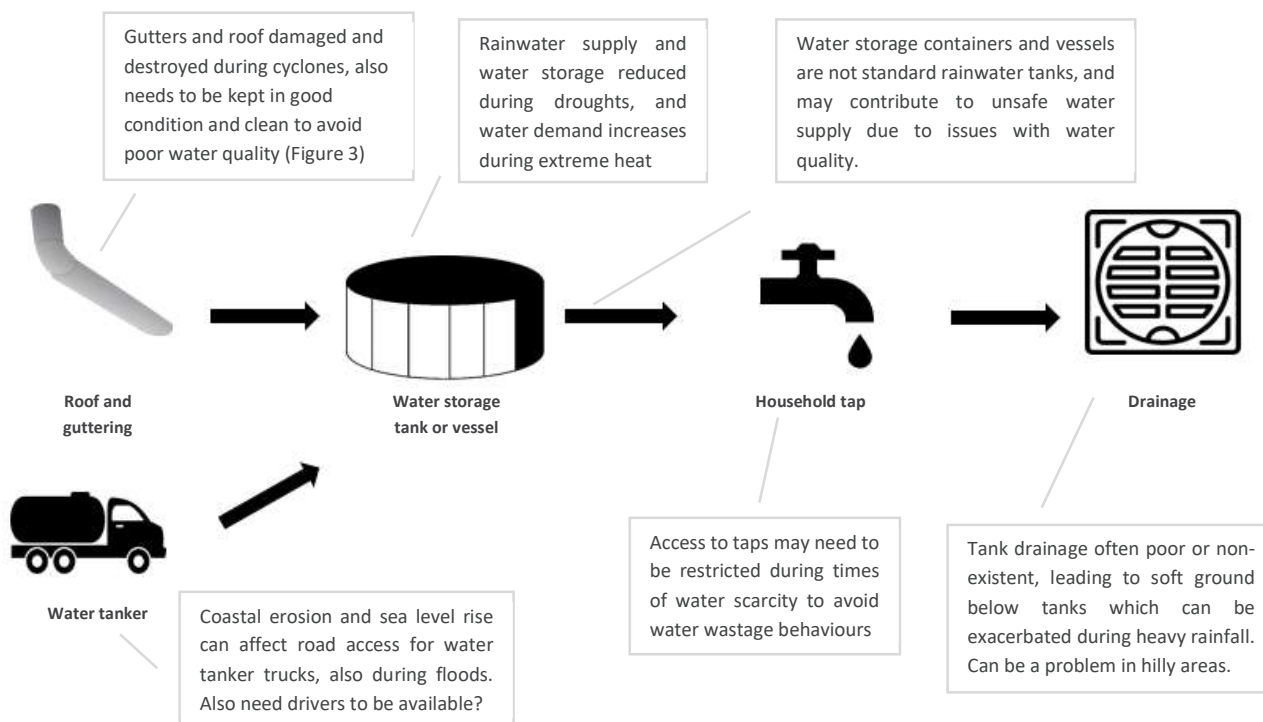 Gutters and roof damaged and
destroyed during cyclones, also
needs to be kept in good
condition and clean to avoid
poor water quality (Figure 3)
Rainwater supply and
water storage reduced
during droughts, and
water demand increases
during extreme heat
Water storage containers and vessels
are not standard rainwater tanks, and
may contribute to unsafe water
supply due to issues with water
quality.
Roof and
guttering
Water storage
tank or vessel
Household tap
Drainage
Water tanker
Coastal erosion and sea level rise
can affect road access for water
tanker trucks, also during floods.
Also need drivers to be available?
Access to taps may need to
be restricted during times
of water scarcity to avoid
water wastage behaviours
Tank drainage often poor or non-
existent, leading to soft ground
below tanks which can be
exacerbated during heavy rainfall.
Can be a problem in hilly areas.